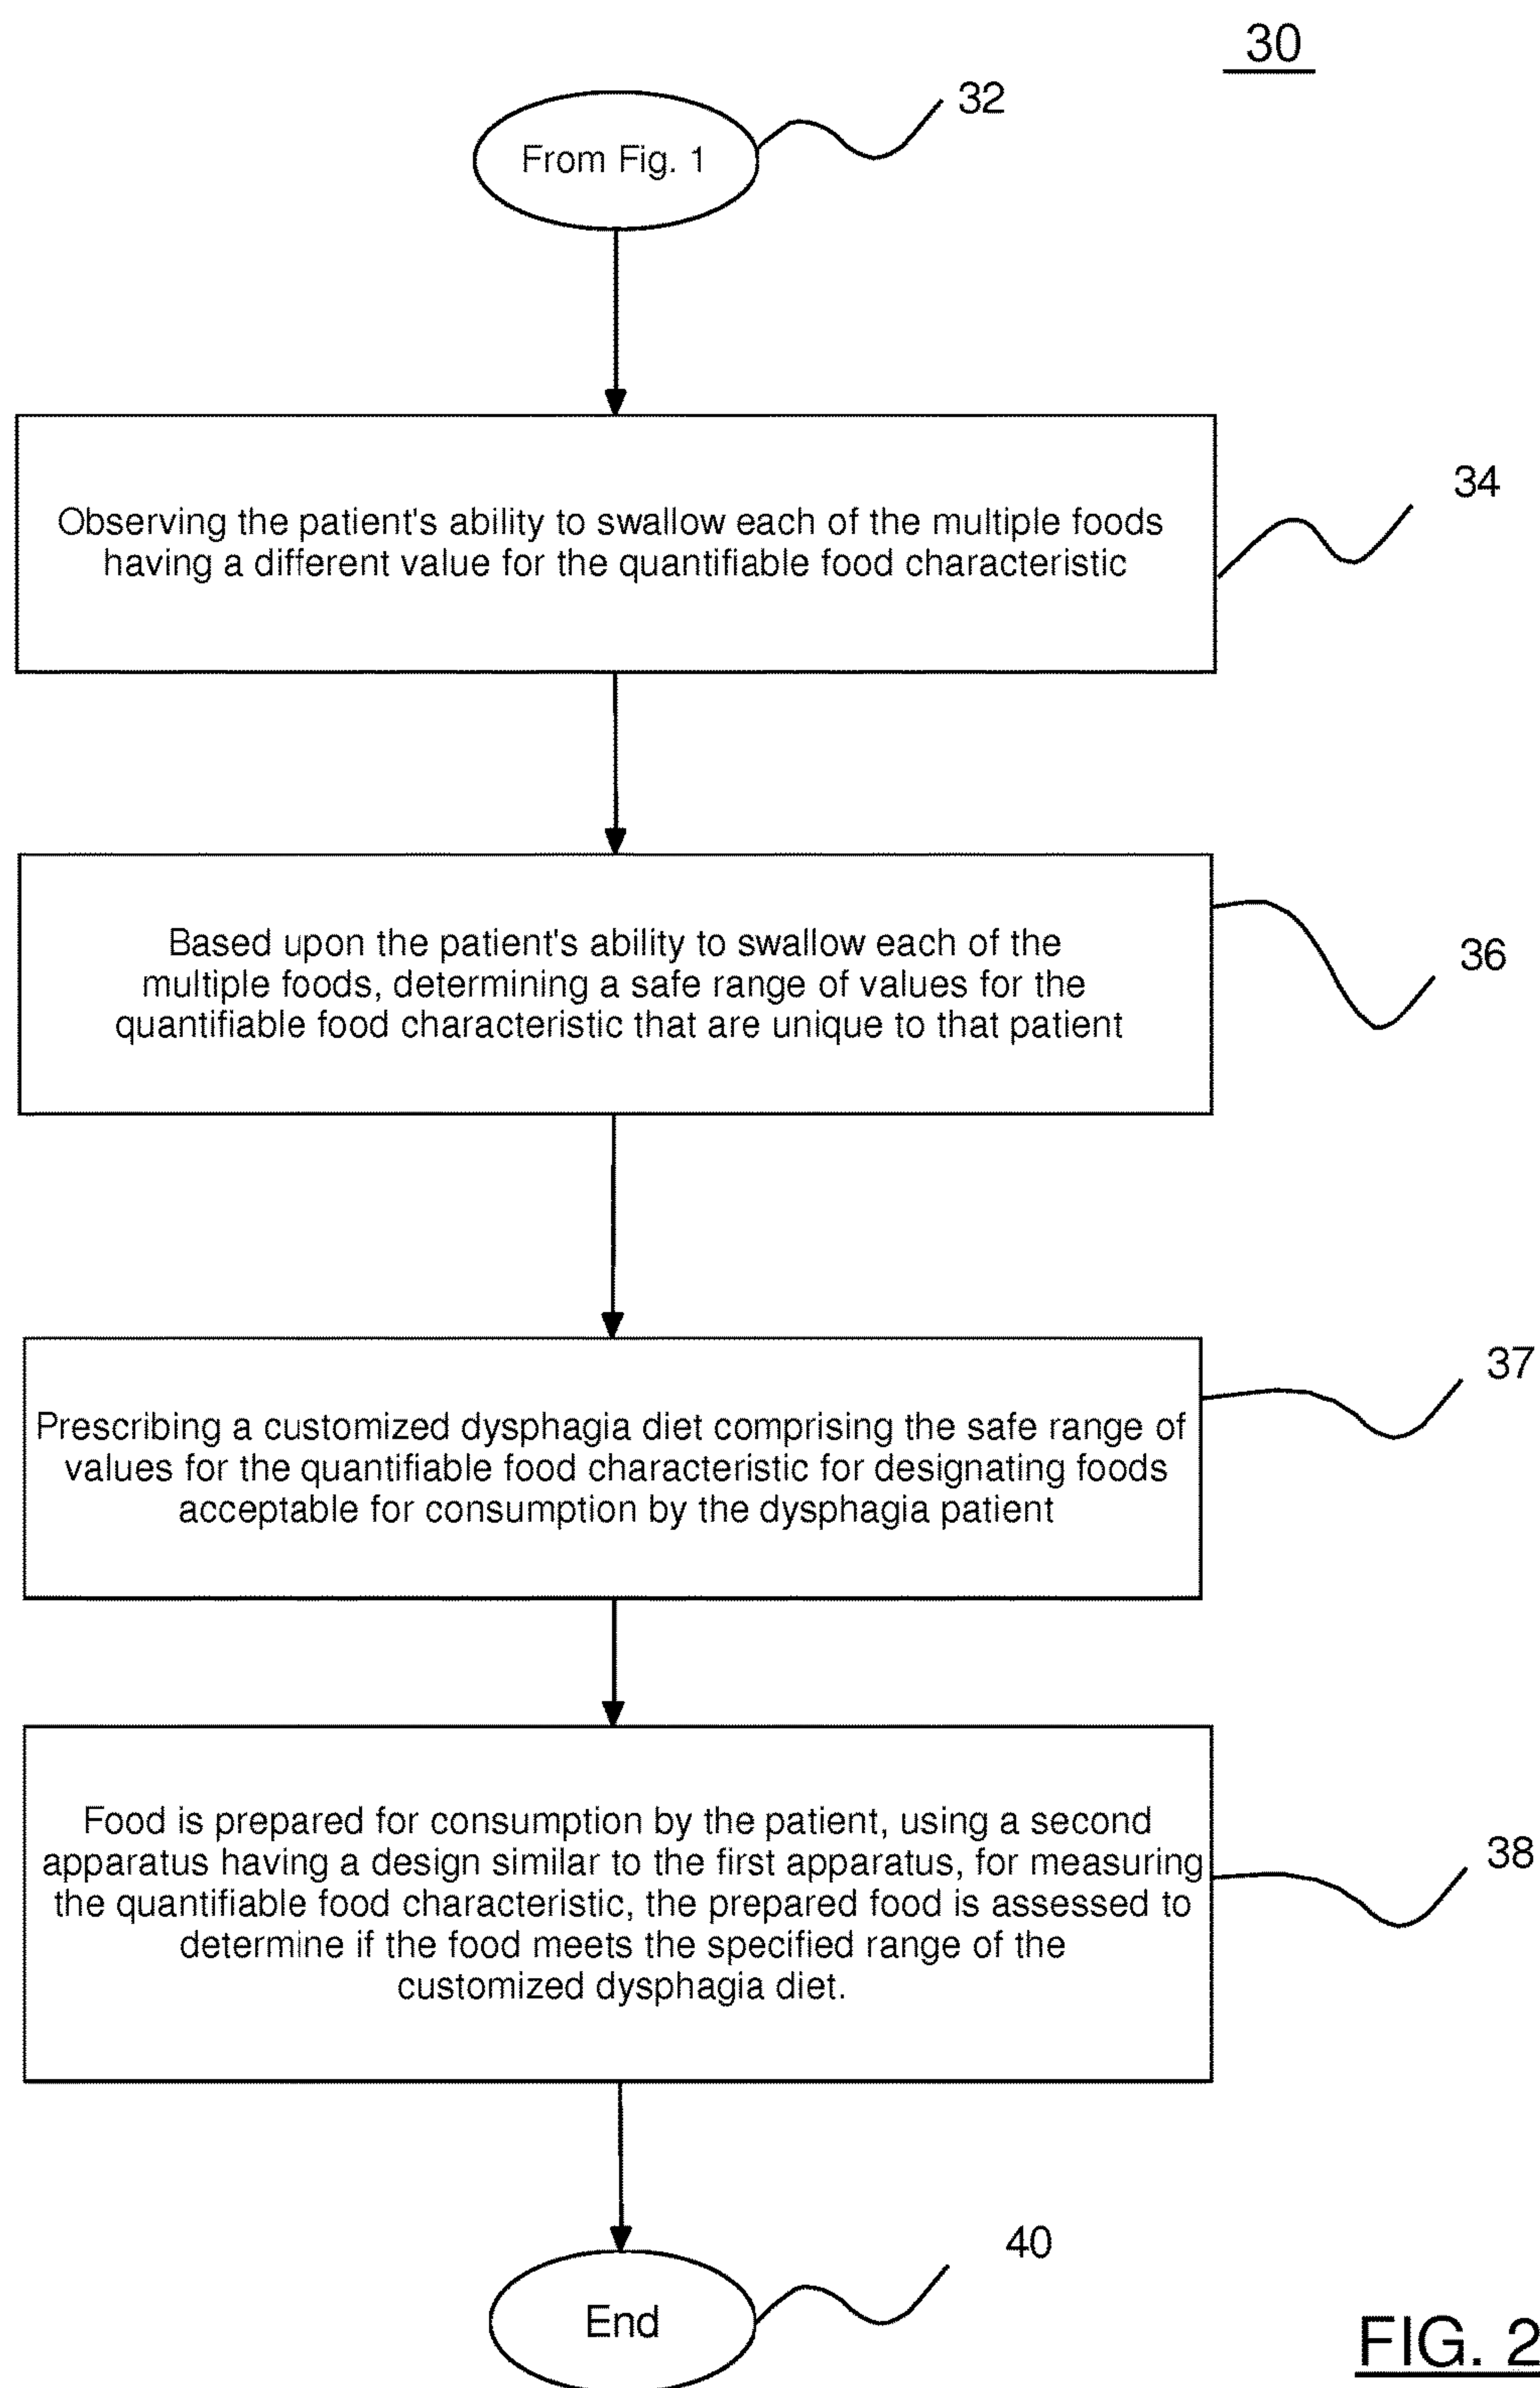 30
32
From Fig. 1
34
Observing the patient's ability to swallow each of the multiple foods
having a different value for the quantifiable food characteristic
36
Based upon the patient's ability to swallow each of the
multiple foods, determining a safe range of values for the
quantifiable food characteristic that are unique to that patient
37
Prescribing a customized dysphagia diet comprising the safe range of
values for the quantifiable food characteristic for designating foods
acceptable for consumption by the dysphagia patient
38
Food is prepared for consumption by the patient, using a second
apparatus having a design similar to the first apparatus, for measuring
the quantifiable food characteristic, the prepared food is assessed to
determine if the food meets the specified range of the
customized dysphagia diet.
40
End
FIG. 2